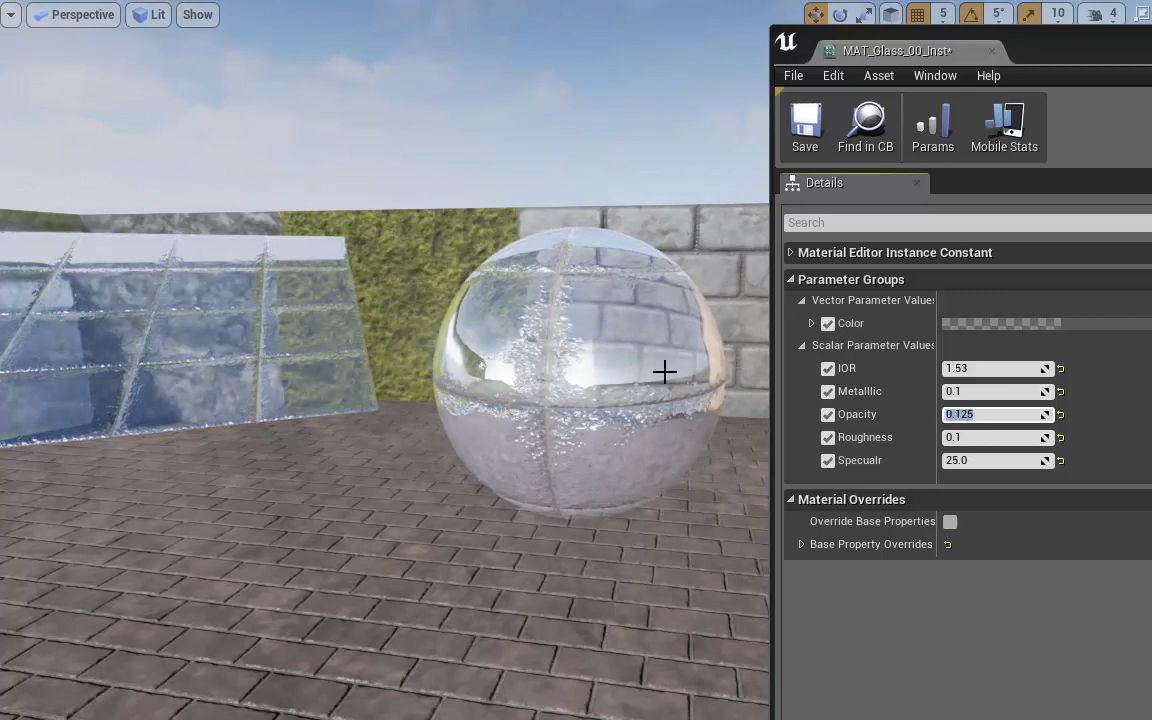 Perspective Lit Show 5 5° 10 4
MAT_Glass_00_Inst*
File Edit Asset Window Help
Save Find in CB Params Mobile Stats
Details
Search
Material Editor Instance Constant
Parameter Groups
Vector Parameter Values
Color
Scalar Parameter Values
IOR 1.53
Metalllic 0.1
Opacity 0.125
Roughness 0.1
Specualr 25.0
Material Overrides
Override Base Properties
Base Property Overrides